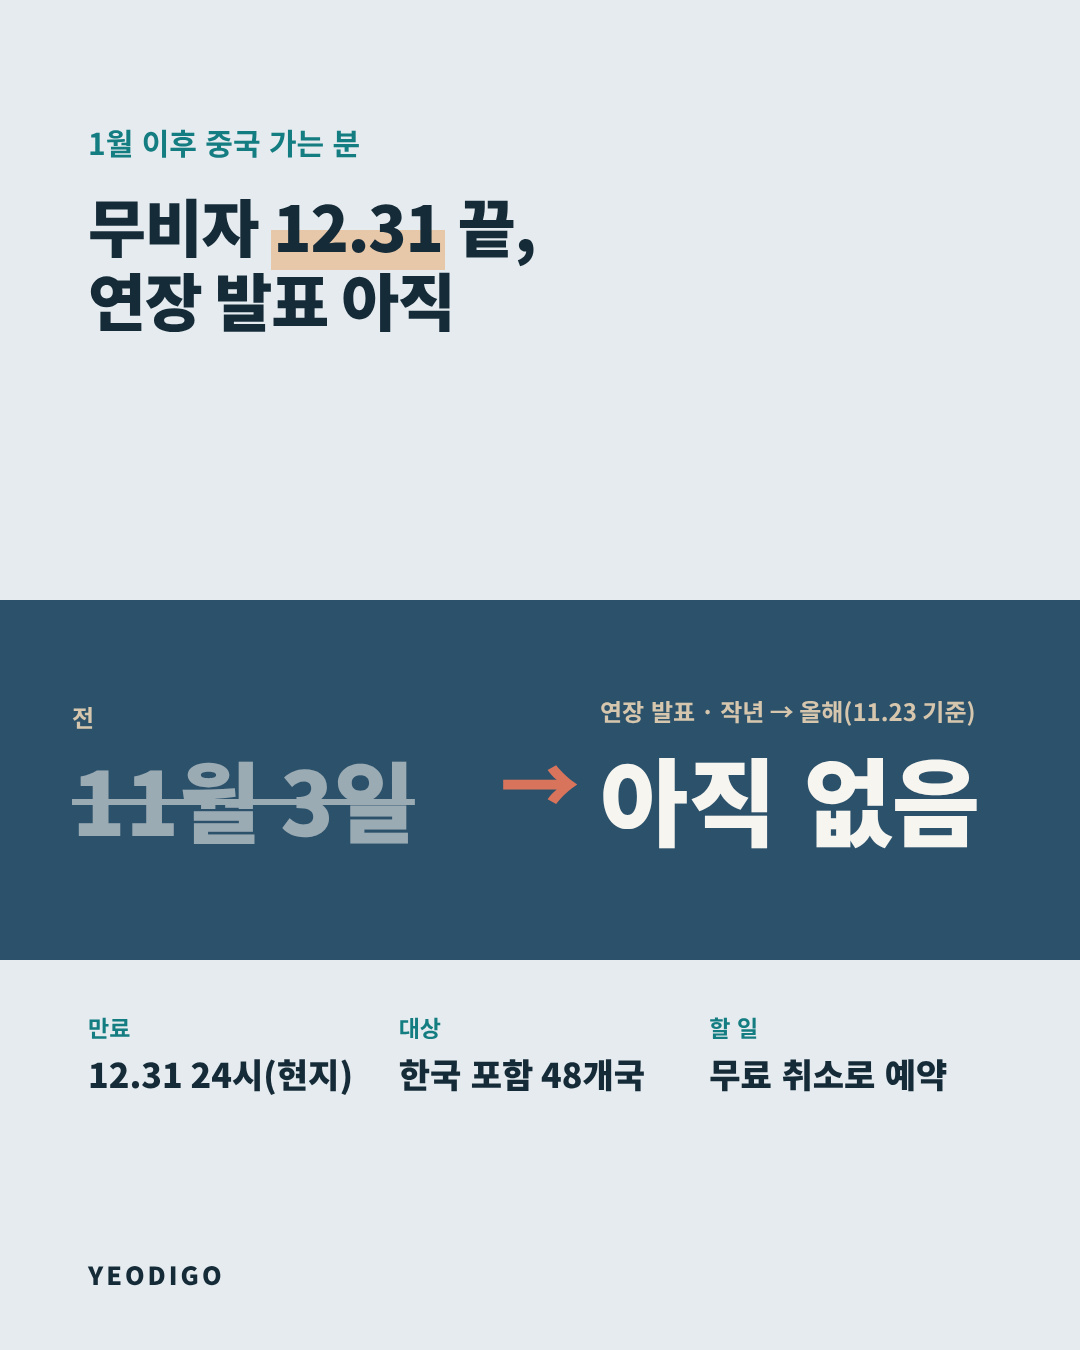 1월 이후 중국 가는 분
무비자 12.31 끝,
연장 발표 아직
전
11월 3일
→
연장 발표 · 작년 → 올해(11.23 기준)
아직 없음
만료
12.31 24시(현지)
대상
한국 포함 48개국
할 일
무료 취소로 예약
YEODIGO